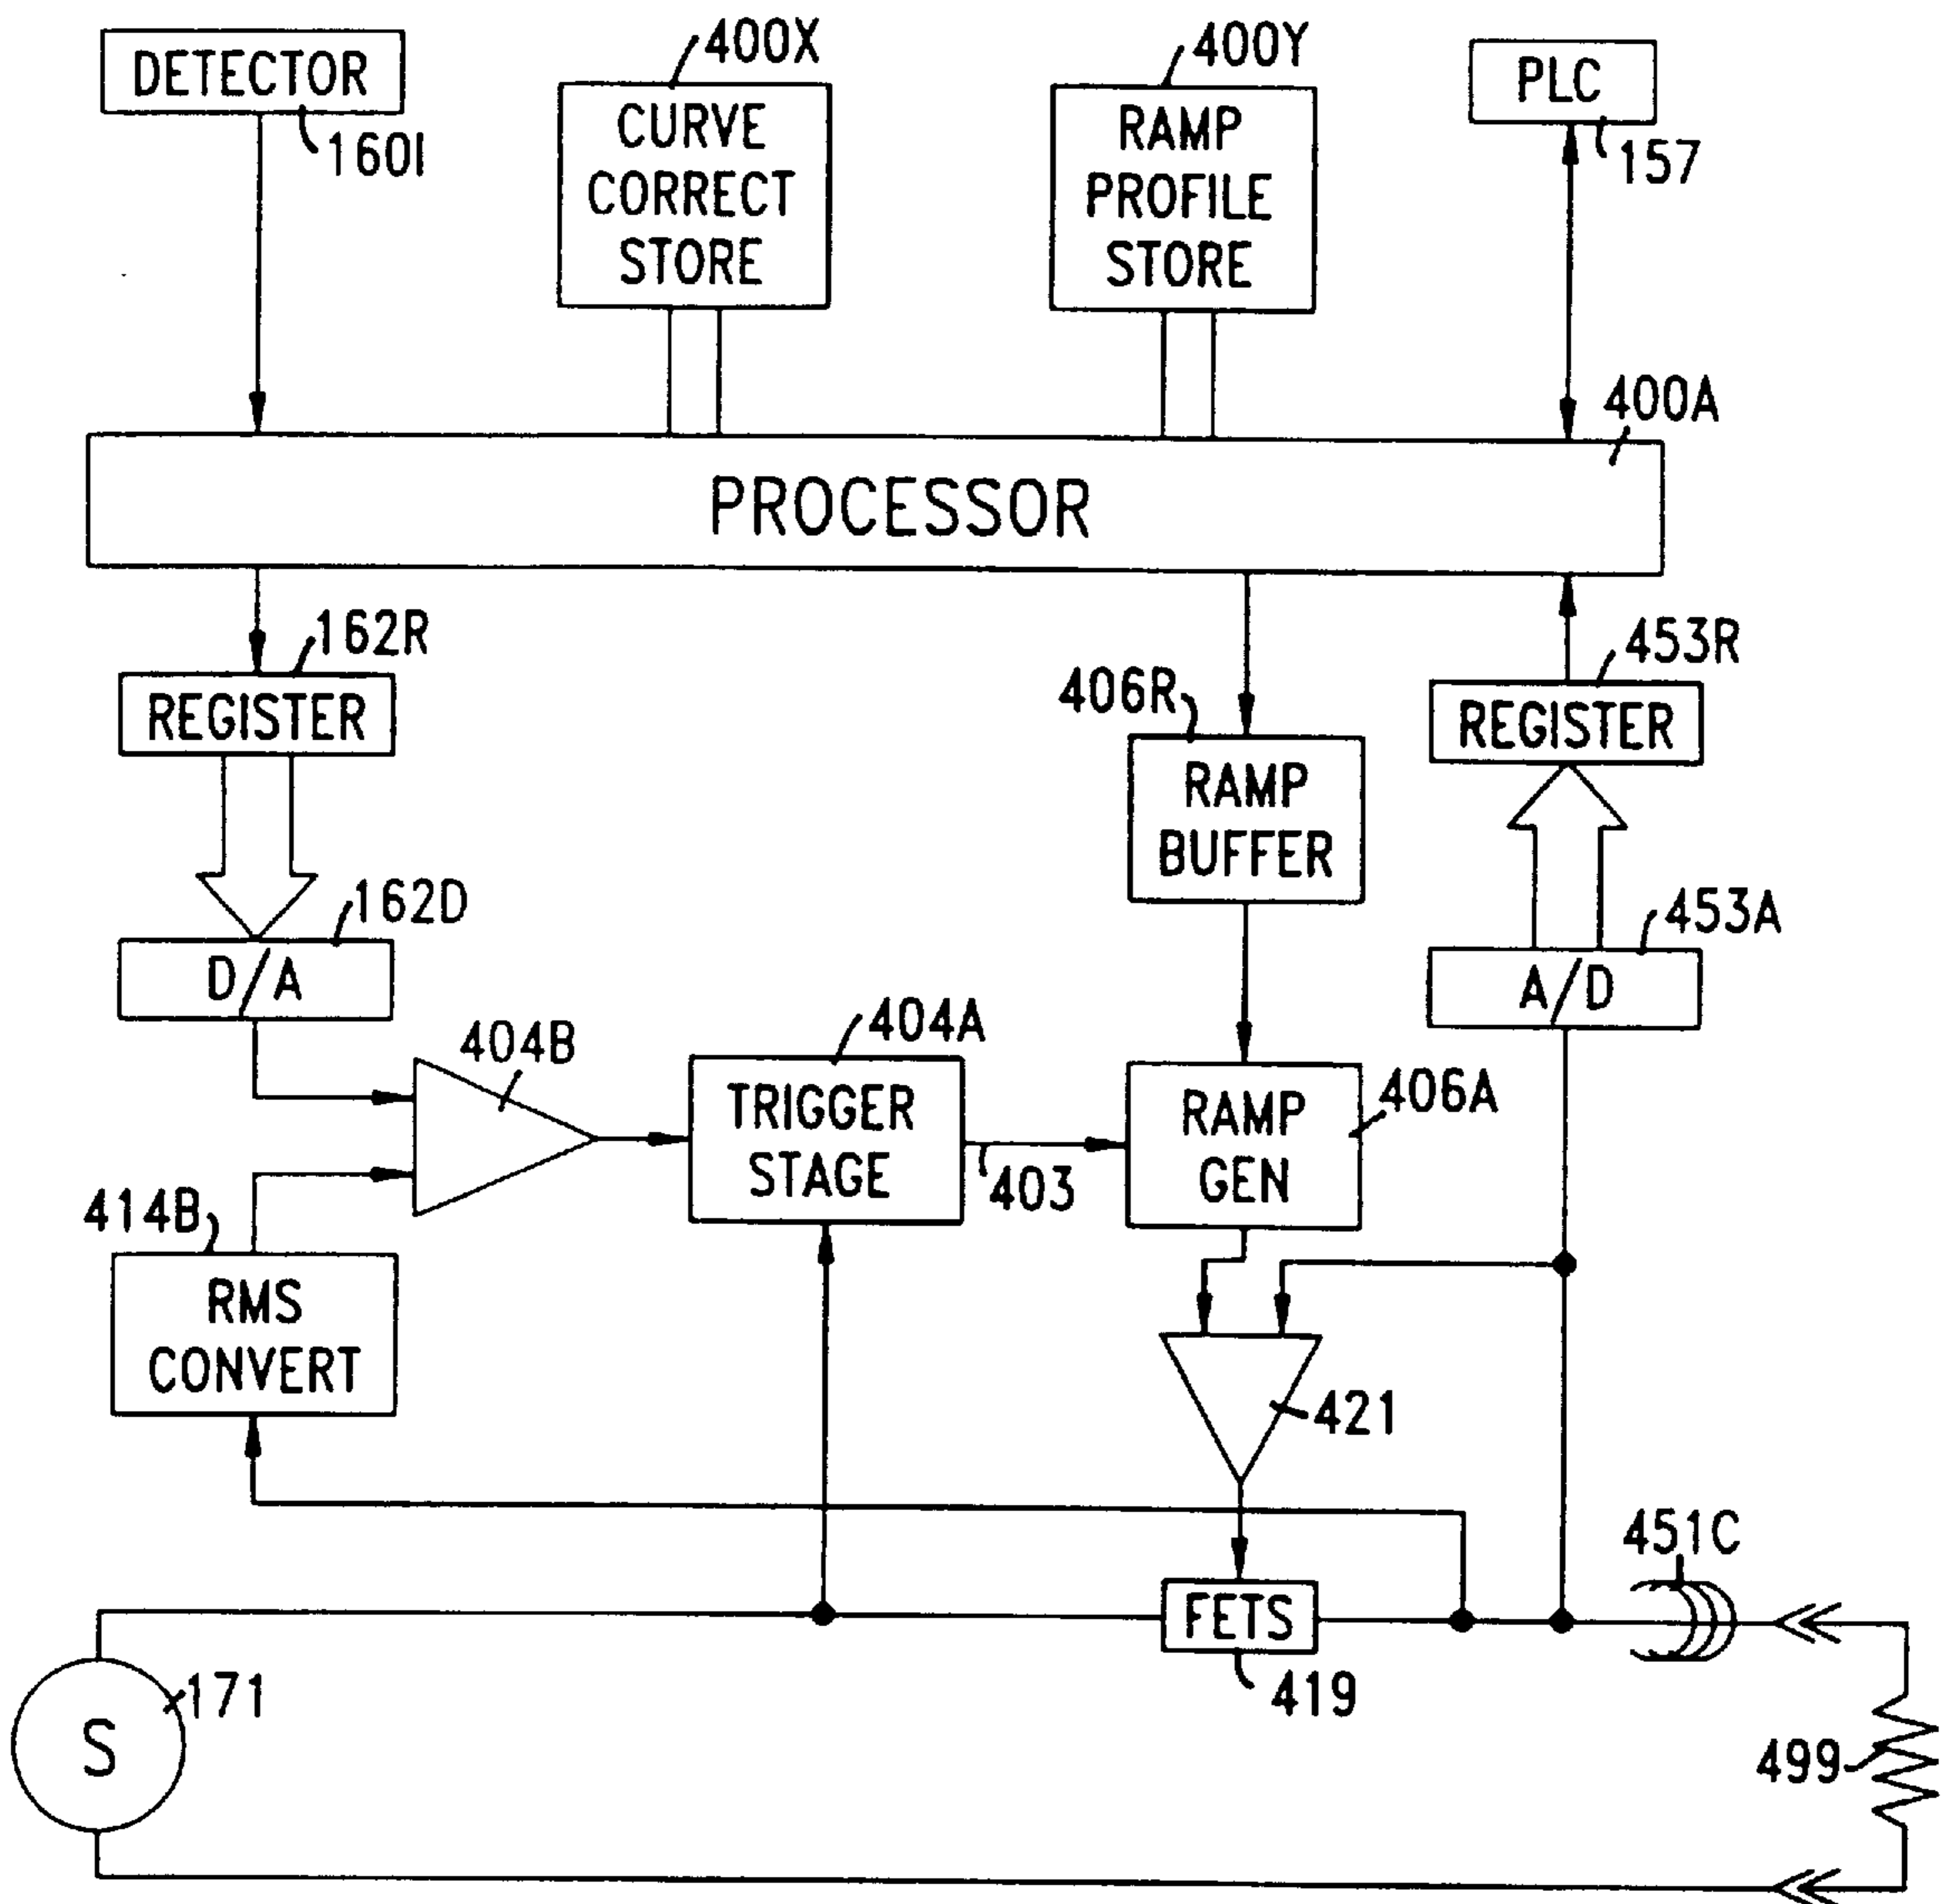 DETECTOR
160I
400X
CURVE
CORRECT
STORE
400Y
RAMP
PROFILE
STORE
PLC
157
400A
PROCESSOR
162R
REGISTER
406R
RAMP
BUFFER
453R
REGISTER
162D
D/A
453A
A/D
404B
404A
TRIGGER
STAGE
403
RAMP
GEN
406A
414B
RMS
CONVERT
421
451C
FETS
419
171
S
499